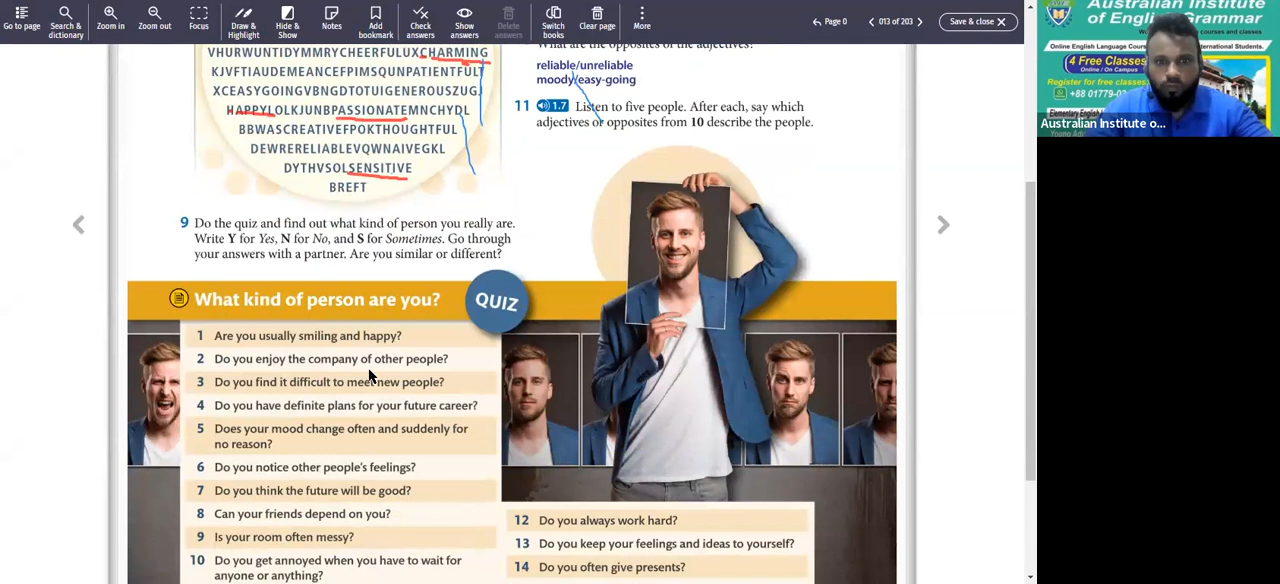 Go to page
Search & dictionary
Zoom in
Zoom out
Focus
Draw & Highlight
Hide & Show
Notes
Add bookmark
Check answers
Show answers
Delete answers
Switch books
Clear page
More
Page 0
013 of 203
Save & close
VHURWUNTIDYMMRYCHEERFULUXCHARMING
KJVFTIAUDEMEANCEFPIMSQUNPATIENTFULT
XCEASYGOINGVBNGDTOTUIGENEROUSZUGJ
HAPPYLOLKJUNBPASSIONATEMNCHYDL
BBWASCREATIVEFPOKTHOUGHTFUL
DEWRERELIABLEVQWNAIVEGKL
DYTHVSOLSENSITIVE
BREFT
9 Do the quiz and find out what kind of person you really are.
Write Y for Yes, N for No, and S for Sometimes. Go through
your answers with a partner. Are you similar or different?
What are the opposites of the adjectives?
reliable/unreliable
moody/easy-going
11 1.7 Listen to five people. After each, say which
adjectives or opposites from 10 describe the people.
What kind of person are you?
QUIZ
1 Are you usually smiling and happy?
2 Do you enjoy the company of other people?
3 Do you find it difficult to meet new people?
4 Do you have definite plans for your future career?
5 Does your mood change often and suddenly for
no reason?
6 Do you notice other people's feelings?
7 Do you think the future will be good?
8 Can your friends depend on you?
9 Is your room often messy?
10 Do you get annoyed when you have to wait for
anyone or anything?
12 Do you always work hard?
13 Do you keep your feelings and ideas to yourself?
14 Do you often give presents?
Australian Institute
of English Grammar
4 Free Classes
Online / On Campus
Register for free classes
+88 01779-02
Australian Institute o...